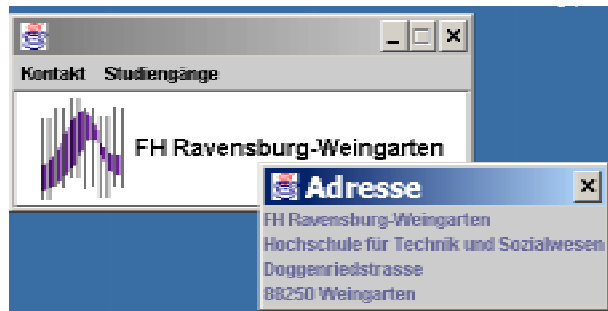 Kontakt Studiengänge
FH Ravensburg-Weingarten
Adresse
FH Ravensburg-Weingarten
Hochschule für Technik und Sozialwesen
Doggenriedstrasse
88250 Weingarten